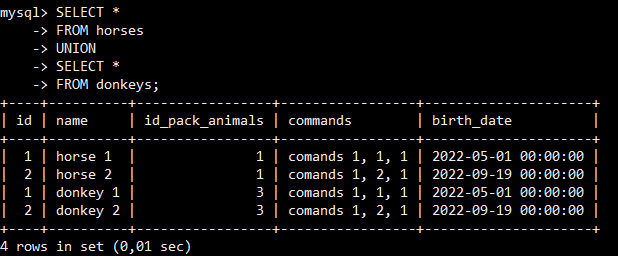 mysql> SELECT *
    -> FROM horses
    -> UNION
    -> SELECT *
    -> FROM donkeys;
+----+----------+-----------------+-----------------+---------------------+
| id | name     | id_pack_animals | commands        | birth_date          |
+----+----------+-----------------+-----------------+---------------------+
|  1 | horse 1  |               1 | comands 1, 1, 1 | 2022-05-01 00:00:00 |
|  2 | horse 2  |               1 | comands 1, 2, 1 | 2022-09-19 00:00:00 |
|  1 | donkey 1 |               3 | comands 1, 1, 1 | 2022-05-01 00:00:00 |
|  2 | donkey 2 |               3 | comands 1, 2, 1 | 2022-09-19 00:00:00 |
+----+----------+-----------------+-----------------+---------------------+
4 rows in set (0,01 sec)